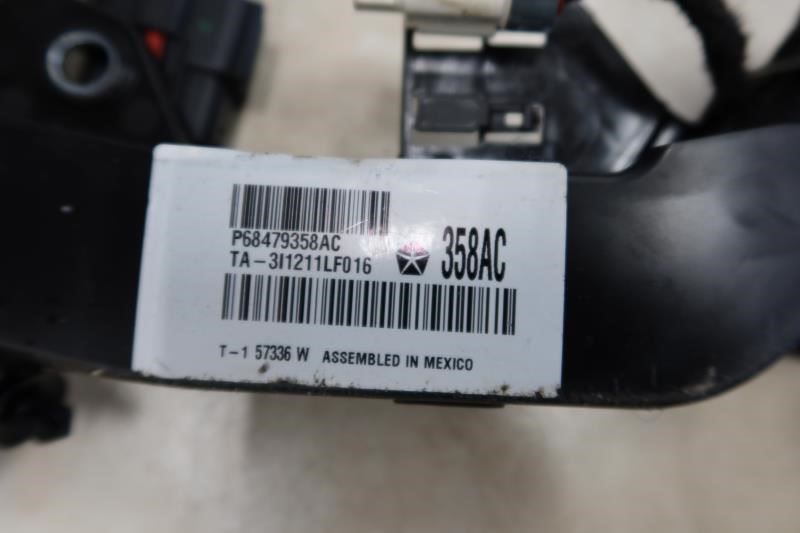 P68479358AC
TA-3I1211LF016
358AC
T-1 57336 W ASSEMBLED IN MEXICO